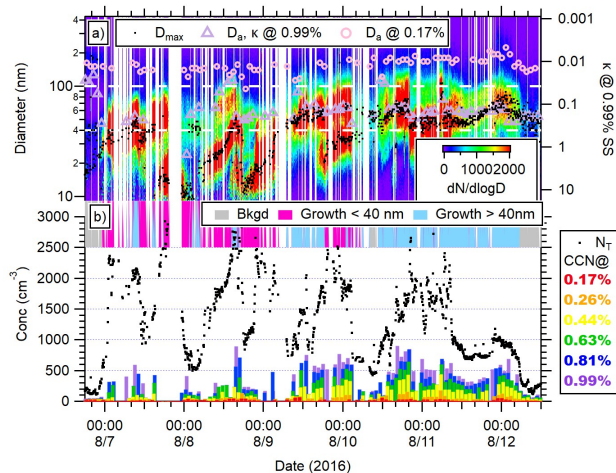 a)
D_max D_a, κ @ 0.99% D_a @ 0.17%
4
2
100
8
6
4
2
10
Diameter (nm)
0.001
0.01
0.1
1
10
κ @ 0.99% SS
0 1000 2000
dN/dlogD
b)
Bkgd Growth < 40 nm Growth > 40nm
3000
2500
2000
1500
1000
500
0
Conc (cm⁻³)
N_T
CCN@
0.17%
0.26%
0.44%
0.63%
0.81%
0.99%
00:00 00:00 00:00 00:00 00:00 00:00
8/7 8/8 8/9 8/10 8/11 8/12
Date (2016)